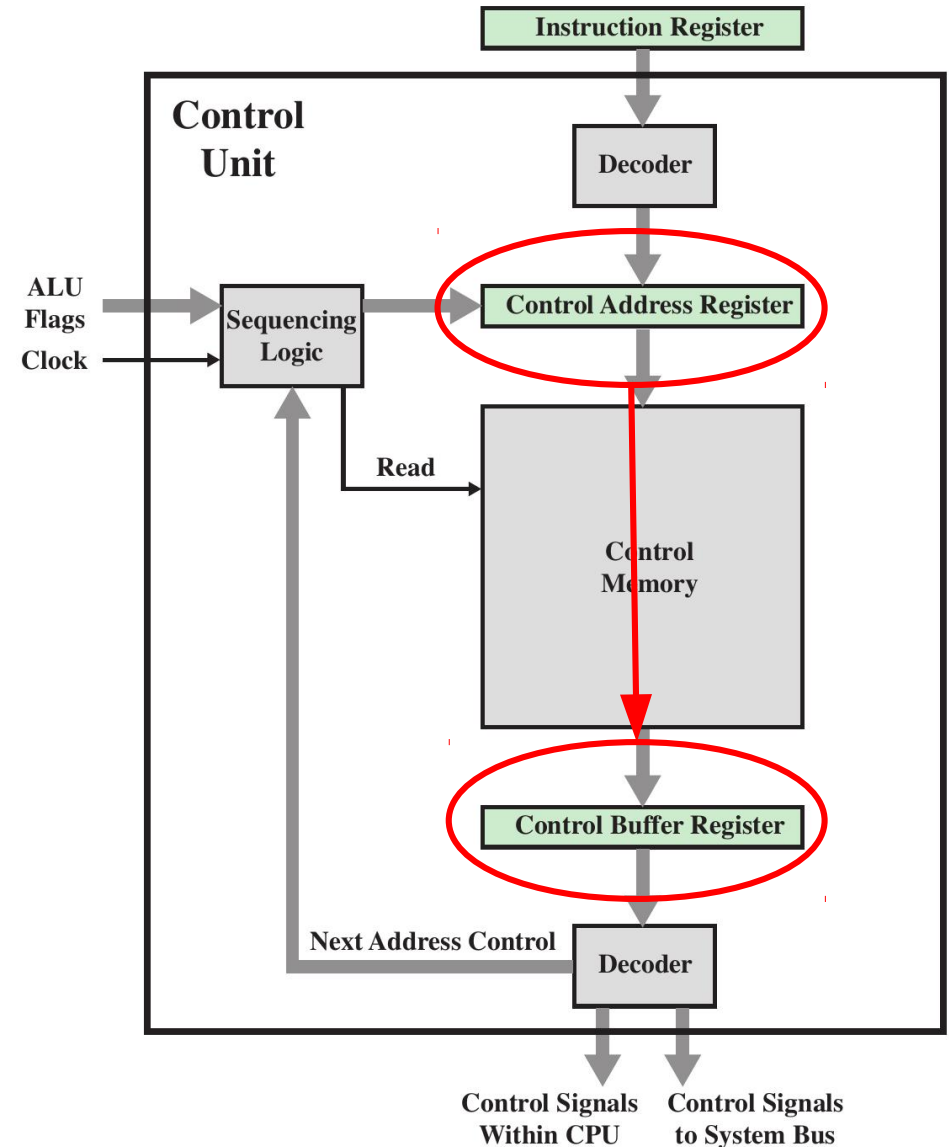 Instruction Register
Control
Unit
Decoder
ALU
Flags
Clock
Sequencing
Logic
Control Address Register
Read
Control
Memory
Control Buffer Register
Next Address Control
Decoder
Control Signals
Within CPU
Control Signals
to System Bus